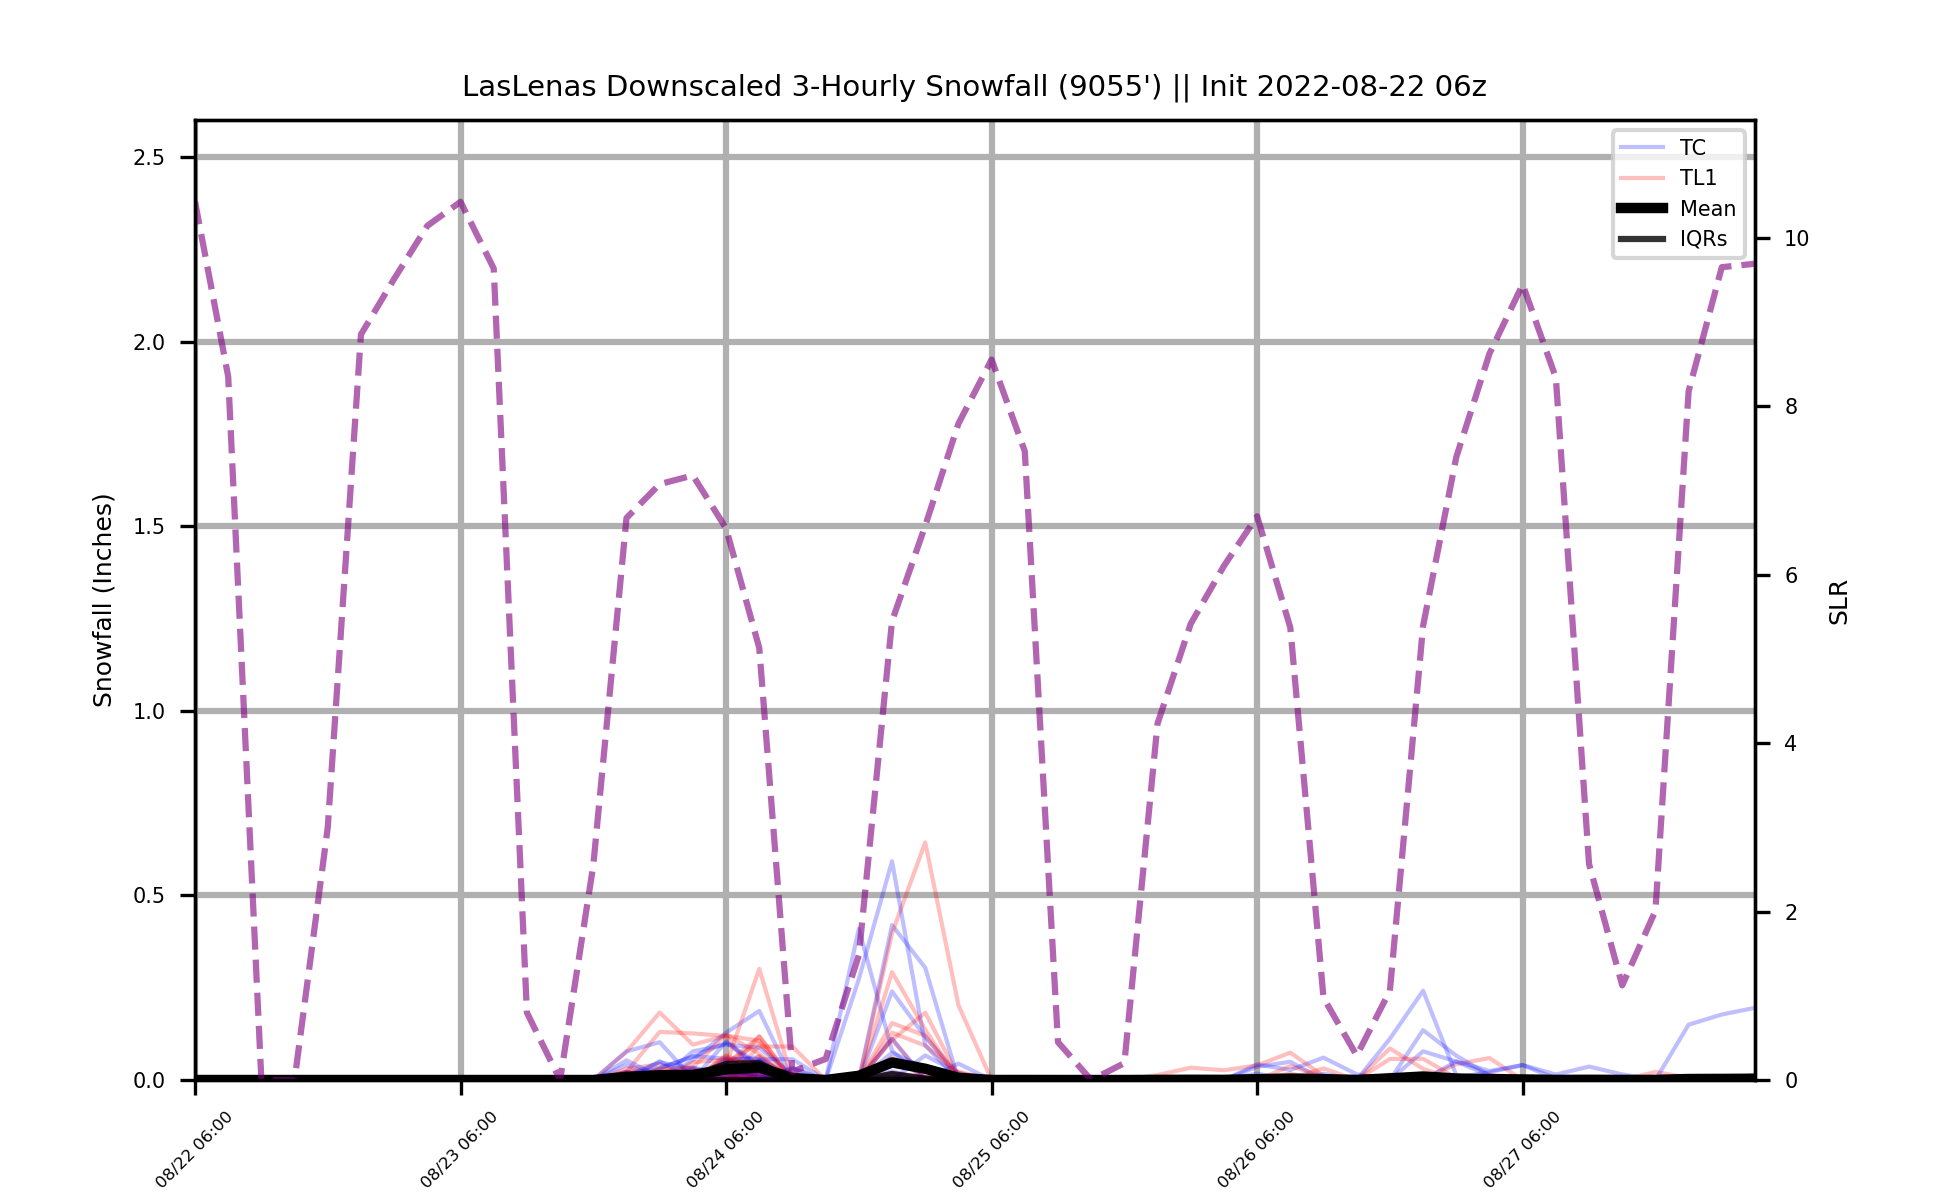 LasLenas Downscaled 3-Hourly Snowfall (9055') || Init 2022-08-22 06z
TC
TL1
Mean
IQRs
Snowfall (Inches)
2.5
2.0
1.5
1.0
0.5
0.0
SLR
10
8
6
4
2
0
08/22 06:00
08/23 06:00
08/24 06:00
08/25 06:00
08/26 06:00
08/27 06:00